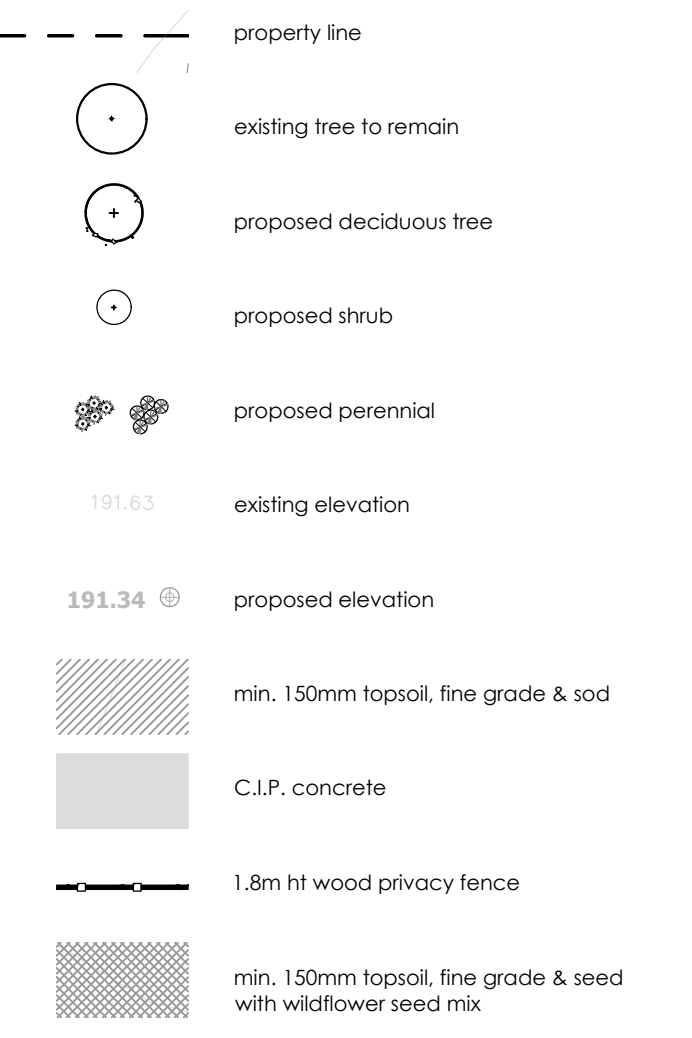 property line
existing tree to remain
proposed deciduous tree
proposed shrub
proposed perennial
191.63 existing elevation
191.34 proposed elevation
min. 150mm topsoil, fine grade & sod
C.I.P. concrete
1.8m ht wood privacy fence
min. 150mm topsoil, fine grade & seed
with wildflower seed mix